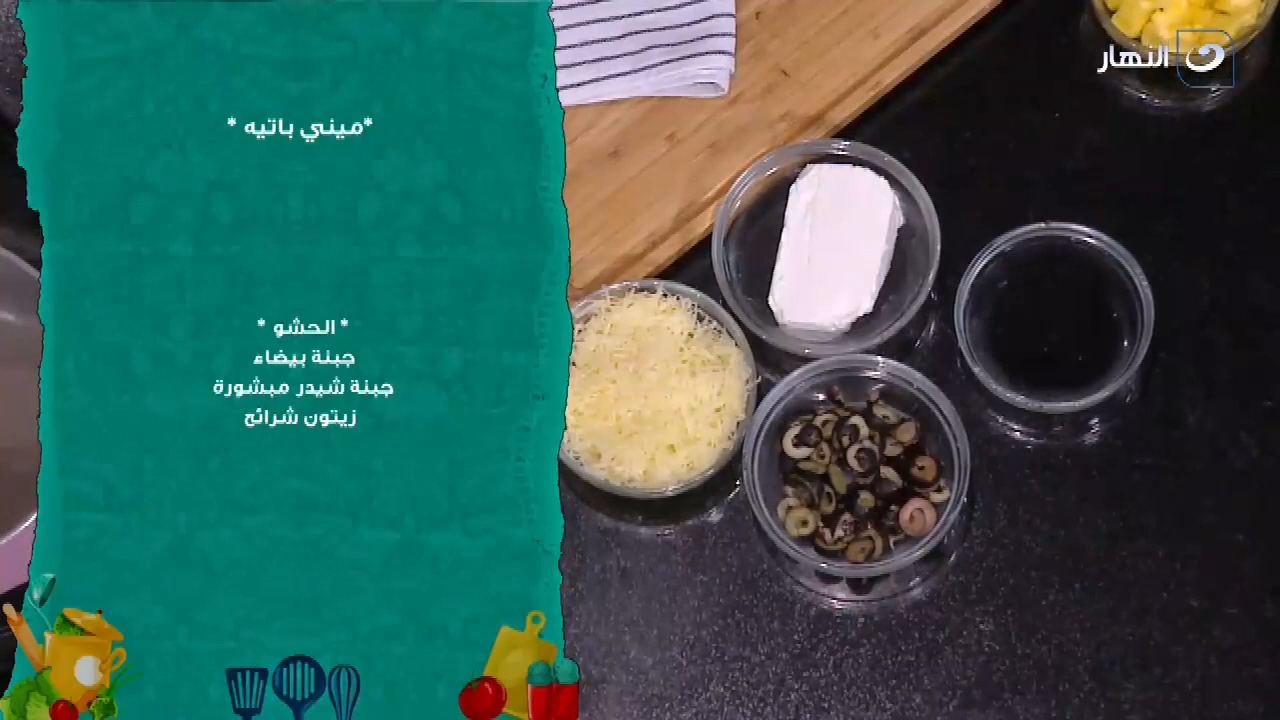 النهار
*ميني باتيه *
* الحشو *
جبنة بيضاء
جبنة شيدر مبشورة
زيتون شرائح